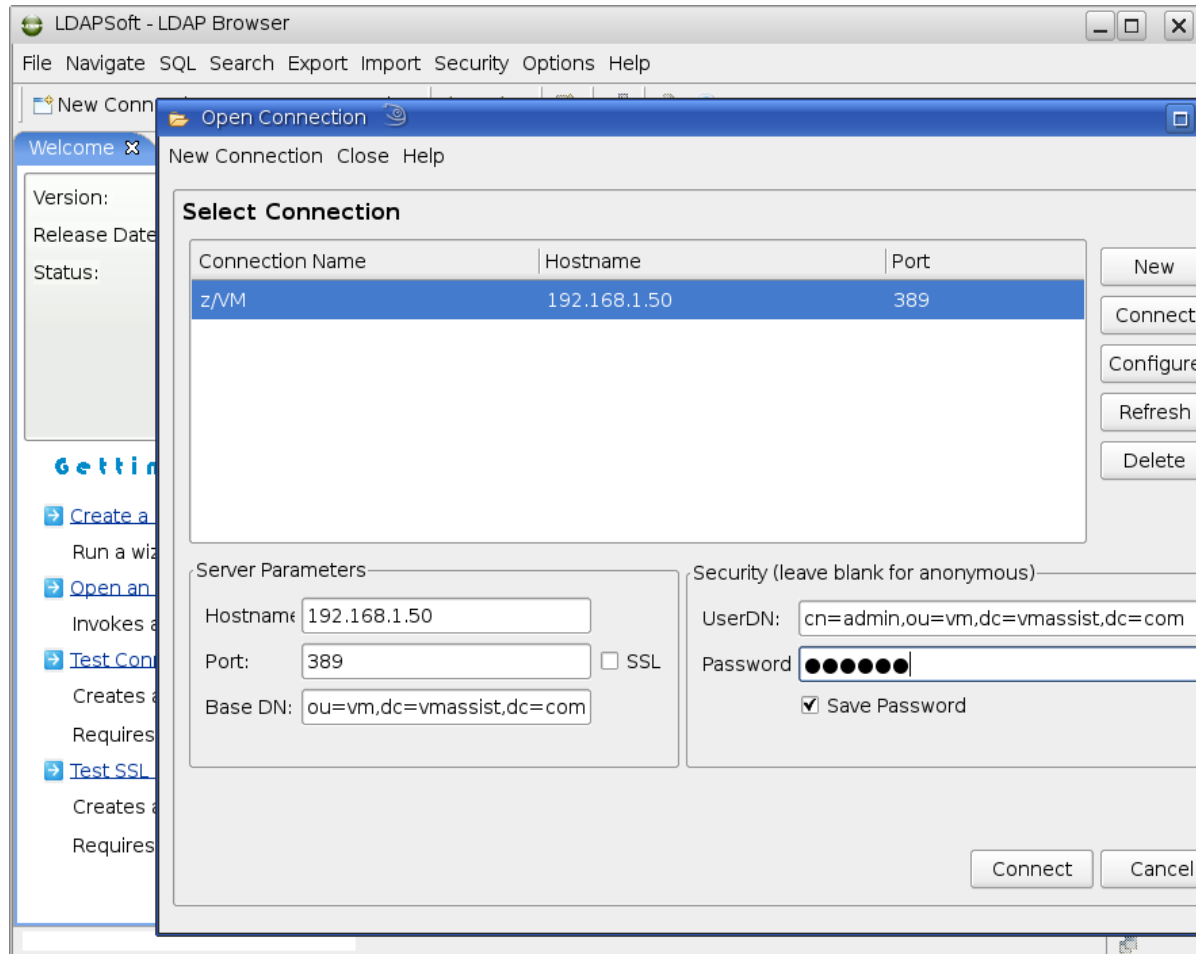 LDAPSoft - LDAP Browser
File Navigate SQL Search Export Import Security Options Help
New Conn
Open Connection
Welcome
New Connection Close Help
Version:
Release Date
Status:
Select Connection
Connection Name Hostname Port
z/VM 192.168.1.50 389
New
Connect
Configure
Refresh
Delete
Gettin
Create a
Run a wiz
Open an
Invokes a
Test Con
Creates a
Requires
Test SSL
Creates a
Requires
Server Parameters
Hostname 192.168.1.50
Port: 389 SSL
Base DN: ou=vm,dc=vmassist,dc=com
Security (leave blank for anonymous)
UserDN: cn=admin,ou=vm,dc=vmassist,dc=com
Password ●●●●●●
Save Password
Connect Cancel